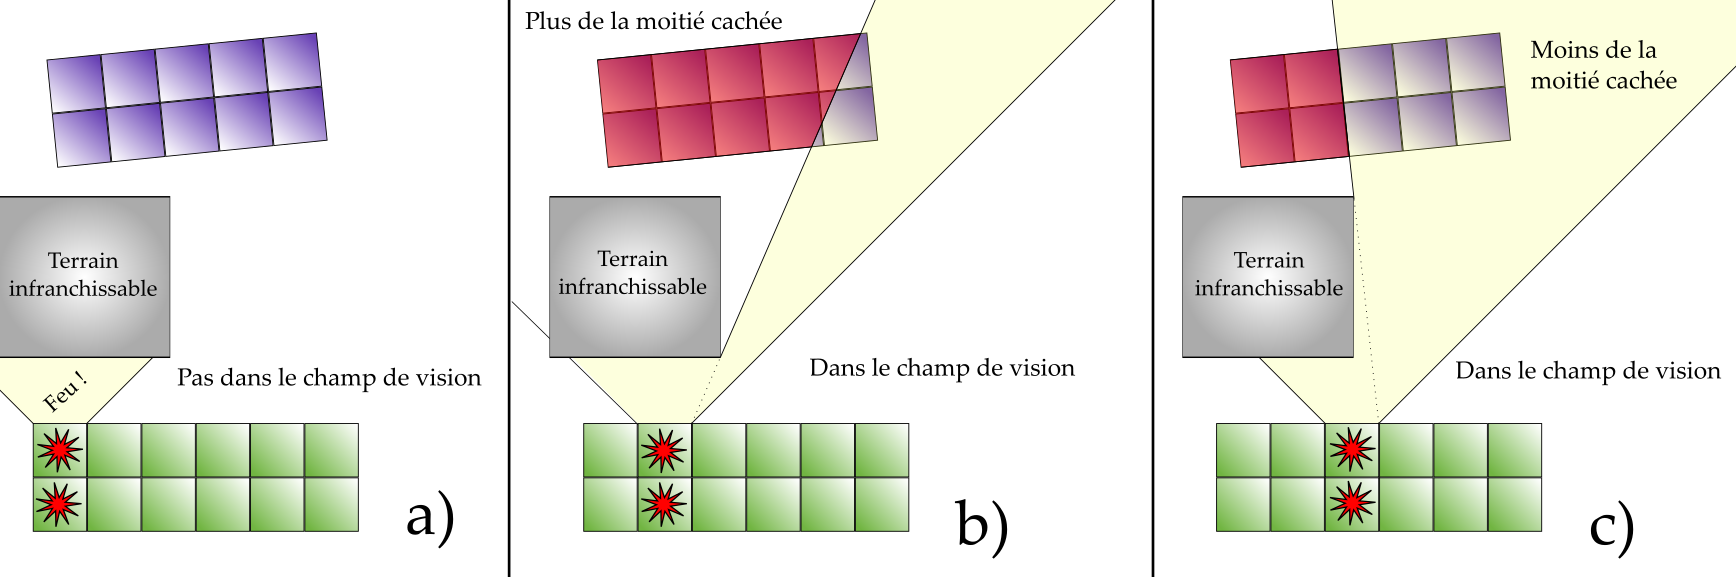 Terrain
infranchissable
Feu !
Pas dans le champ de vision
a)
Plus de la moitié cachée
Terrain
infranchissable
Dans le champ de vision
b)
Moins de la
moitié cachée
Terrain
infranchissable
Dans le champ de vision
c)